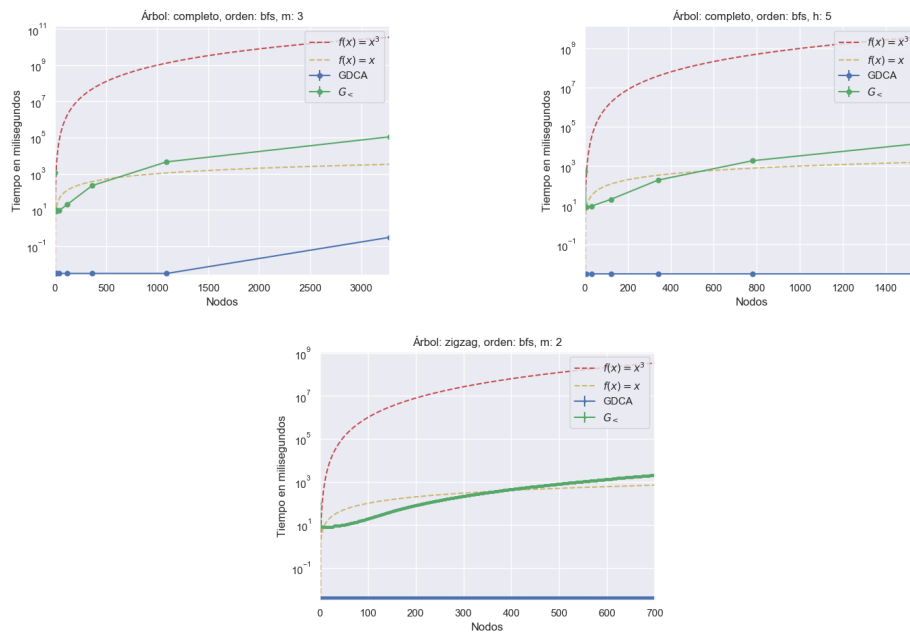 Árbol: completo, orden: bfs, m: 3
10^11
10^9
10^7
10^5
10^3
10^1
10^−1
Tiempo en milisegundos
f(x) = x^3
f(x) = x
GDCA
G<
0 500 1000 1500 2000 2500 3000
Nodos
Árbol: completo, orden: bfs, h: 5
10^9
10^7
10^5
10^3
10^1
10^−1
Tiempo en milisegundos
f(x) = x^3
f(x) = x
GDCA
G<
0 200 400 600 800 1000 1200 1400
Nodos
Árbol: zigzag, orden: bfs, m: 2
10^9
10^7
10^5
10^3
10^1
10^−1
Tiempo en milisegundos
f(x) = x^3
f(x) = x
GDCA
G<
0 100 200 300 400 500 600 700
Nodos